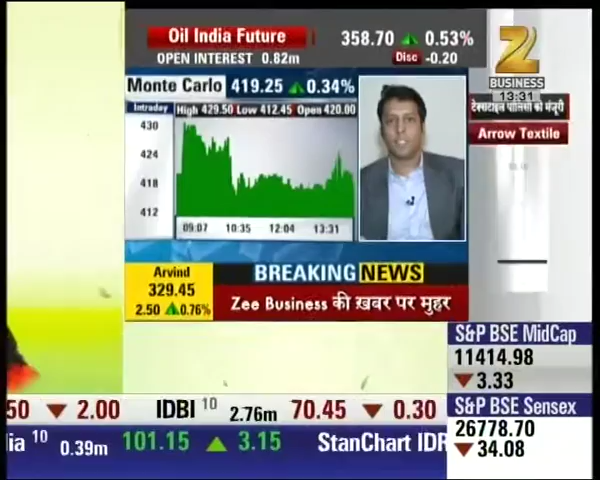 Oil India Future
358.70 0.53%
OPEN INTEREST 0.82m
Disc -0.20
Z
BUSINESS
13:31
Monte Carlo 419.25 0.34%
टेक्सटाइल पॉलिसी को मंजूरी
Arrow Textile
Intraday High 429.50 Low 412.45 Open 420.00
430
424
418
412
09:07 10:35 12:04 13:31
Arvind
329.45
2.50 0.76%
BREAKING NEWS
Zee Business की ख़बर पर मुहर
S&P BSE MidCap
11414.98
3.33
S&P BSE Sensex
26778.70
34.08
50 2.00 IDBI 10 2.76m 70.45 0.30
ia 10 0.39m 101.15 3.15 StanChart IDR